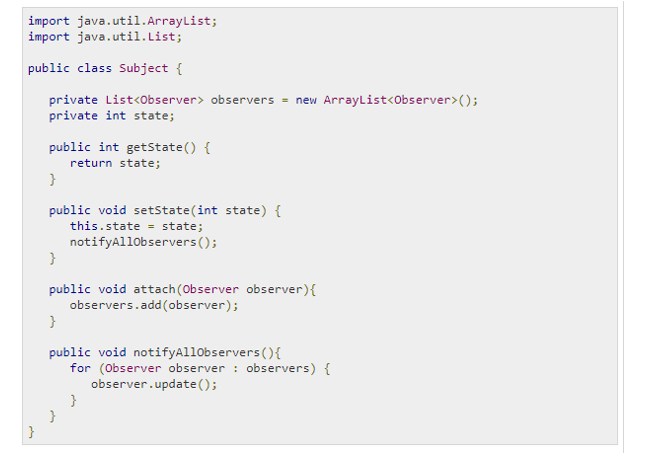 import java.util.ArrayList;
import java.util.List;
public class Subject {
private List<Observer> observers = new ArrayList<Observer>();
private int state;
public int getState() {
return state;
}
public void setState(int state) {
this.state = state;
notifyAllObservers();
}
public void attach(Observer observer){
observers.add(observer);
}
public void notifyAllObservers(){
for (Observer observer : observers) {
observer.update();
}
}
}